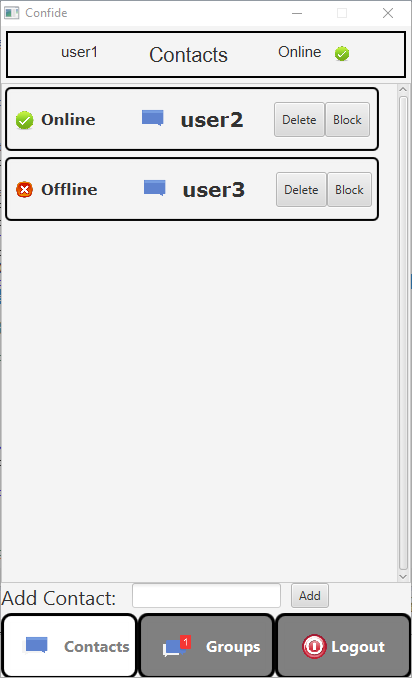 Confide
user1 Contacts Online
Online user2 Delete Block
Offline user3 Delete Block
Add Contact: Add
Contacts 1 Groups Logout